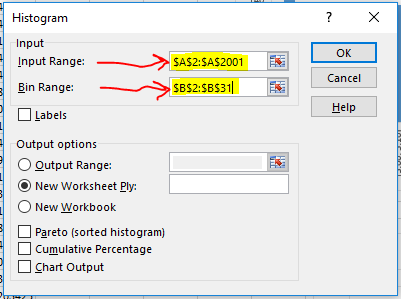 Histogram
?
Input
Input Range:
$A$2:$A$2001
Bin Range:
$B$2:$B$31
Labels
OK
Cancel
Help
Output options
Output Range:
New Worksheet Ply:
New Workbook
Pareto (sorted histogram)
Cumulative Percentage
Chart Output